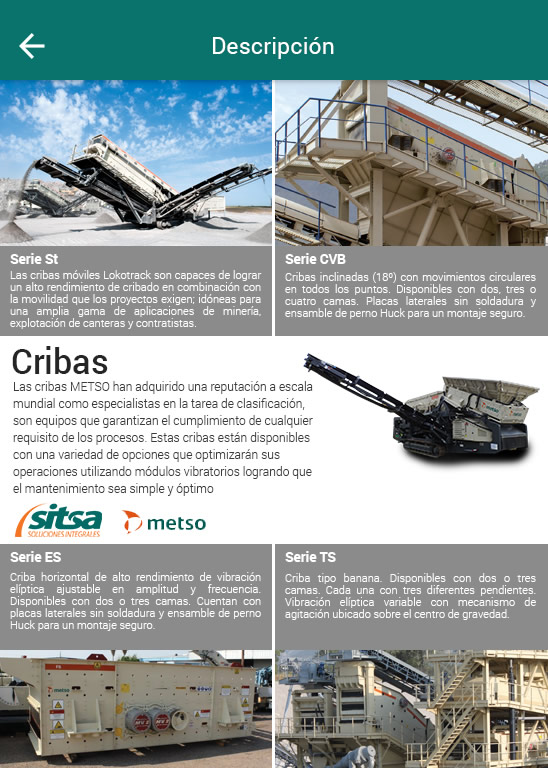 Descripción
Serie St
Las cribas móviles Lokotrack son capaces de lograr
un alto rendimiento de cribado en combinación con
la movilidad que los proyectos exigen; idóneas para
una amplia gama de aplicaciones de minería,
explotación de canteras y contratistas.
Serie CVB
Cribas inclinadas (18º) con movimientos circulares
en todos los puntos. Disponibles con dos, tres o
cuatro camas. Placas laterales sin soldadura y
ensamble de perno Huck para un montaje seguro.
Cribas
Las cribas METSO han adquirido una reputación a escala
mundial como especialistas en la tarea de clasificación,
son equipos que garantizan el cumplimiento de cualquier
requisito de los procesos. Estas cribas están disponibles
con una variedad de opciones que optimizarán sus
operaciones utilizando módulos vibratorios logrando que
el mantenimiento sea simple y óptimo
metso
sitsa
SOLUCIONES INTEGRALES
metso
Serie ES
Criba horizontal de alto rendimiento de vibración
elíptica ajustable en amplitud y frecuencia.
Disponibles con dos o tres camas. Cuentan con
placas laterales sin soldadura y ensamble de perno
Huck para un montaje seguro.
Serie TS
Criba tipo banana. Disponibles con dos o tres
camas. Cada una con tres diferentes pendientes.
Vibración elíptica variable con mecanismo de
agitación ubicado sobre el centro de gravedad.
metso